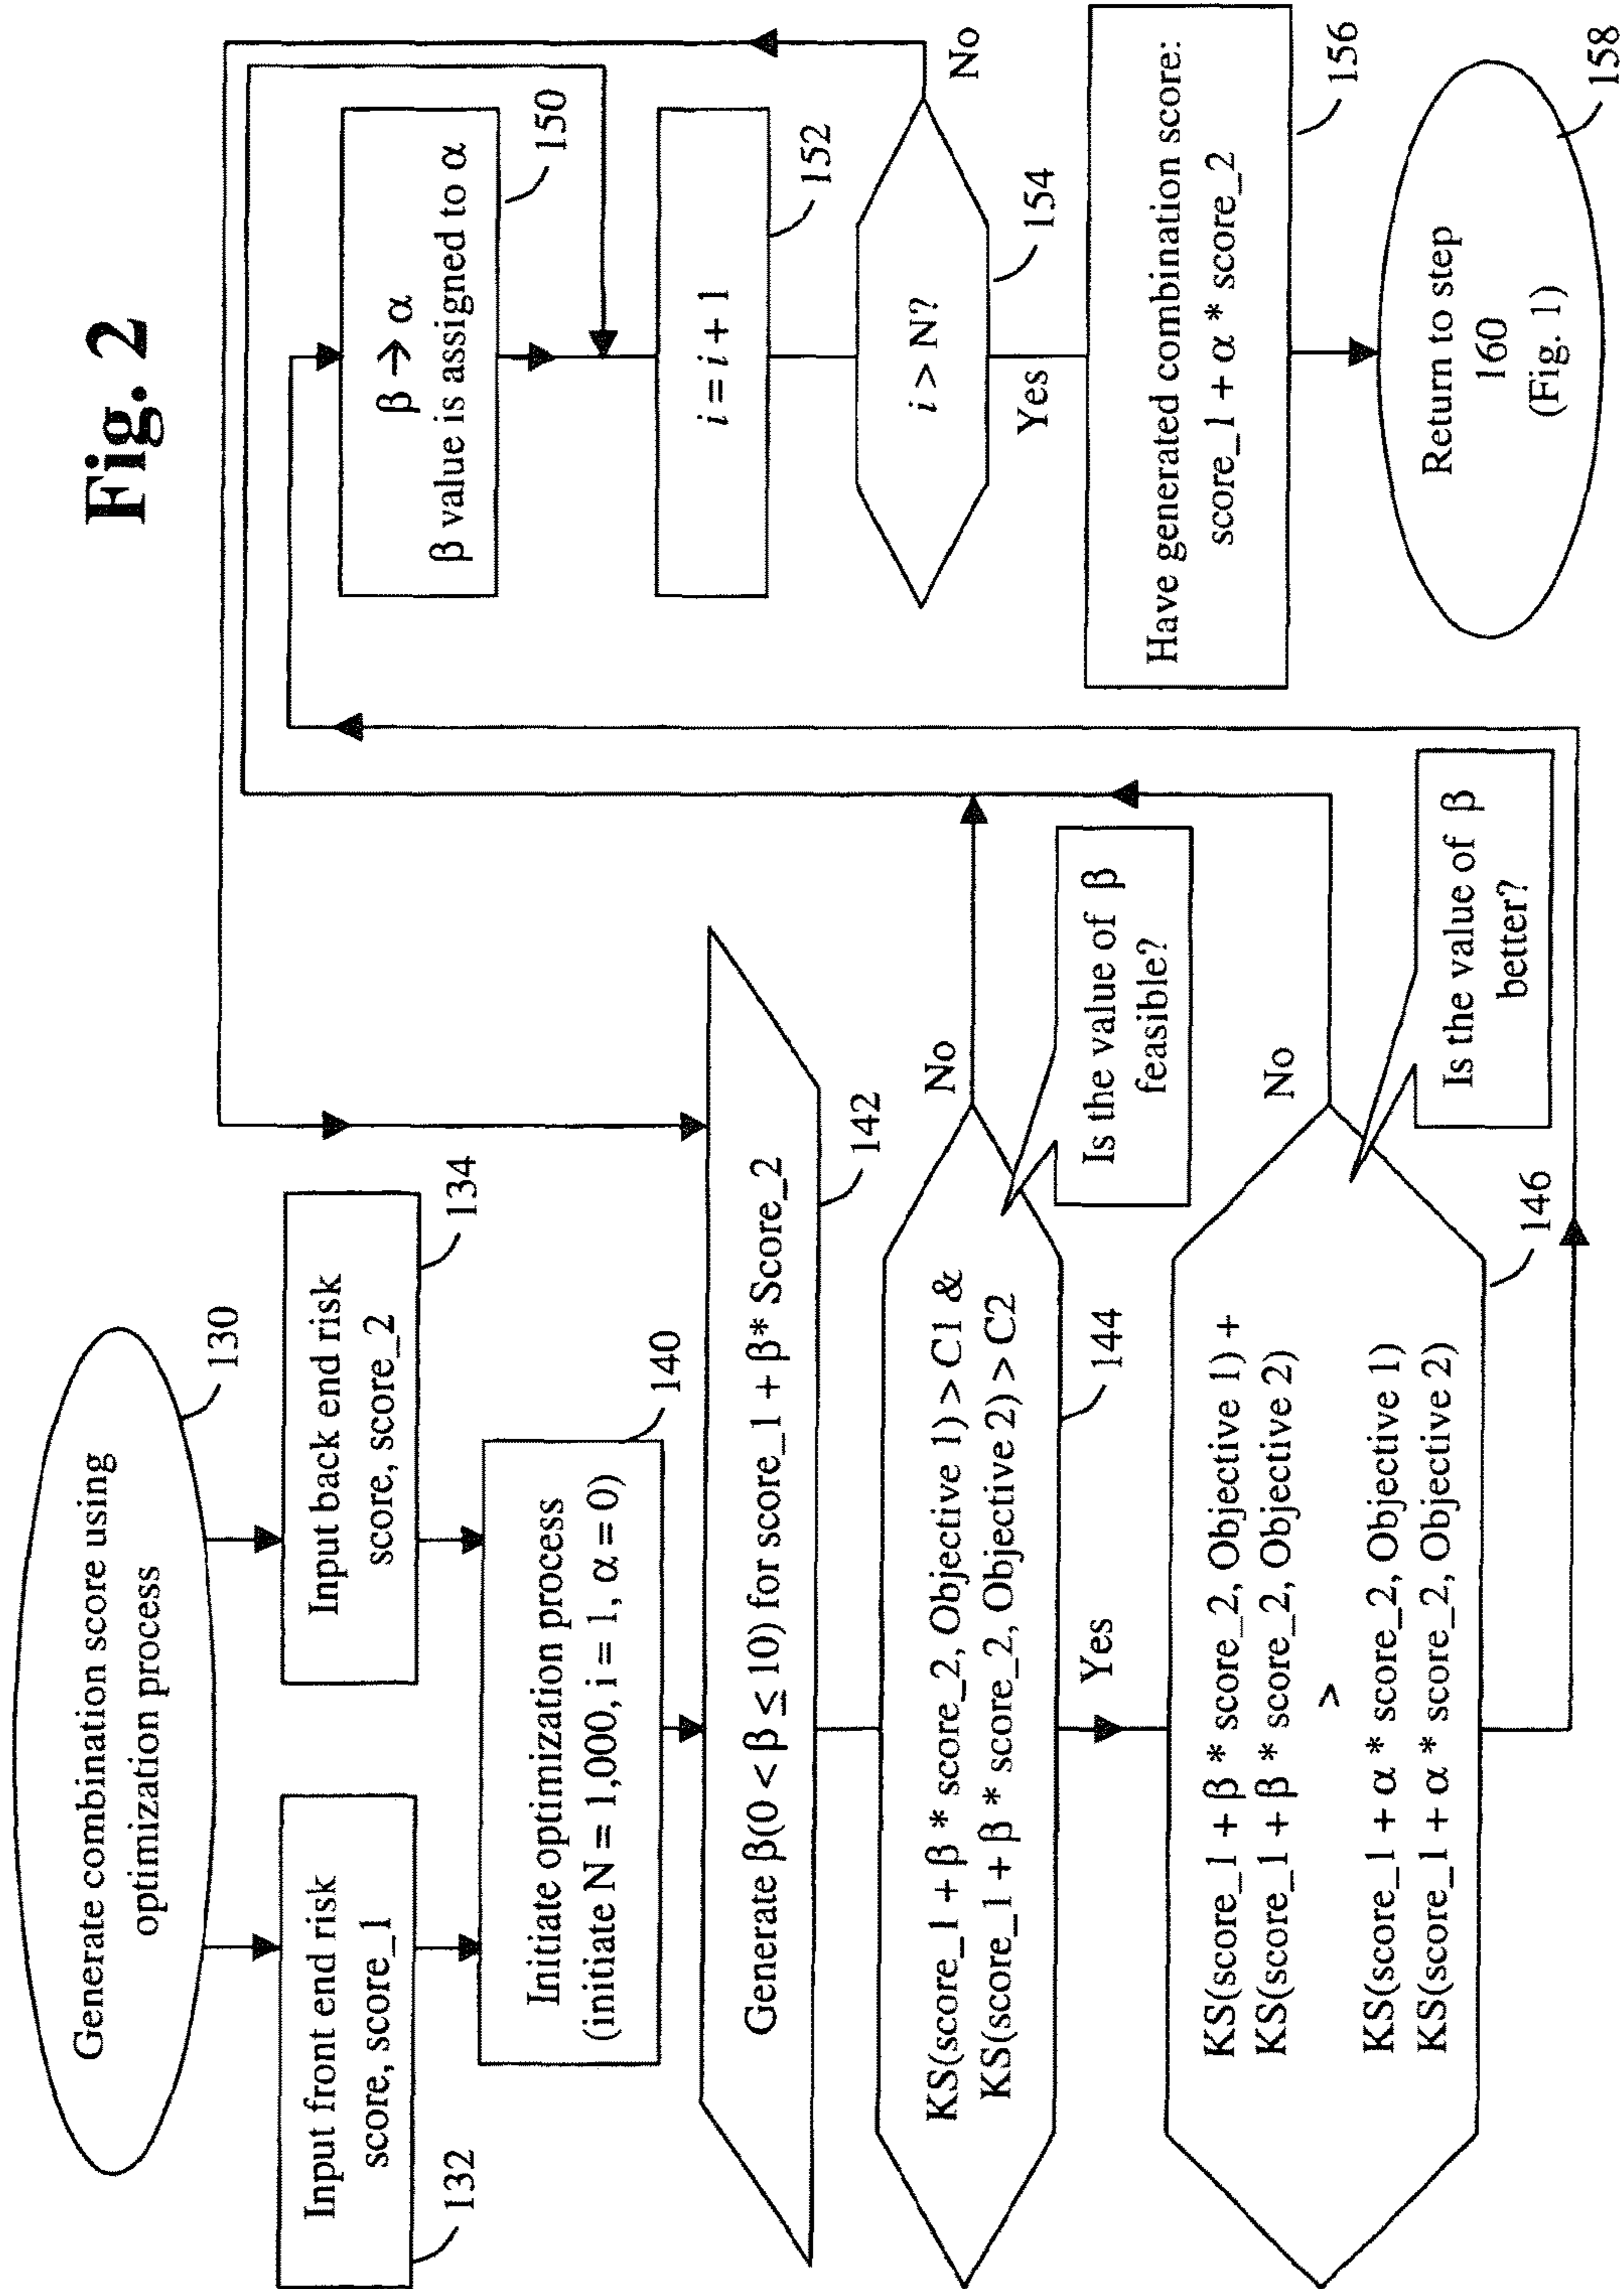 Fig. 2
Generate combination score using
optimization process
130
Input front end risk
score, score_1
132
Input back end risk
score, score_2
134
Initiate optimization process
(initiate N = 1,000, i = 1, α = 0)
140
Generate β(0 < β ≤ 10) for score_1 + β* Score_2
142
KS(score_1 + β * score_2, Objective 1) > C1 &
KS(score_1 + β * score_2, Objective 2) > C2
144
No
Yes
Is the value of β
feasible?
KS(score_1 + β * score_2, Objective 1) +
KS(score_1 + β * score_2, Objective 2)
>
KS(score_1 + α * score_2, Objective 1)
KS(score_1 + α * score_2, Objective 2)
146
No
Is the value of β
better?
β → α
β value is assigned to α
150
i = i + 1
152
i > N?
154
No
Yes
Have generated combination score:
score_1 + α * score_2
156
Return to step
160
(Fig. 1)
158